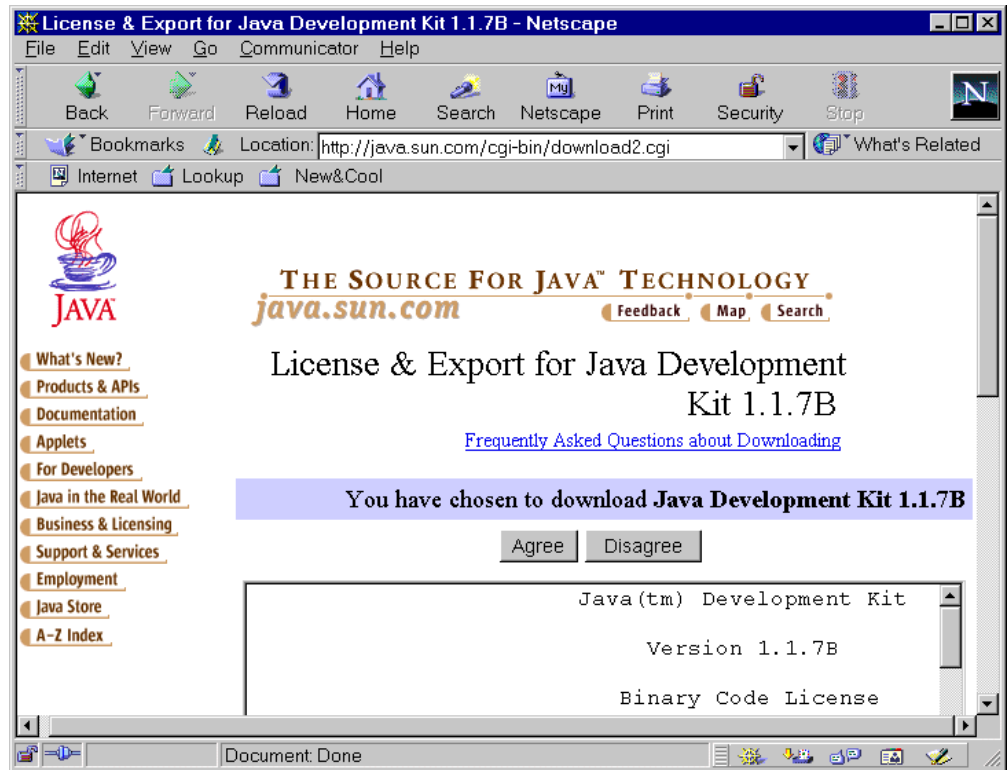 License & Export for Java Development Kit 1.1.7B - Netscape
File Edit View Go Communicator Help
Back Forward Reload Home Search Netscape Print Security Stop
My
N
Bookmarks Location: http://java.sun.com/cgi-bin/download2.cgi What's Related
Internet Lookup New&Cool
JAVA™
THE SOURCE FOR JAVA™ TECHNOLOGY
java.sun.com
Feedback Map Search
What's New?
Products & APIs
Documentation
Applets
For Developers
Java in the Real World
Business & Licensing
Support & Services
Employment
Java Store
A-Z Index
License & Export for Java Development
Kit 1.1.7B
Frequently Asked Questions about Downloading
You have chosen to download Java Development Kit 1.1.7B
Agree Disagree
Java(tm) Development Kit
Version 1.1.7B
Binary Code License
Document: Done